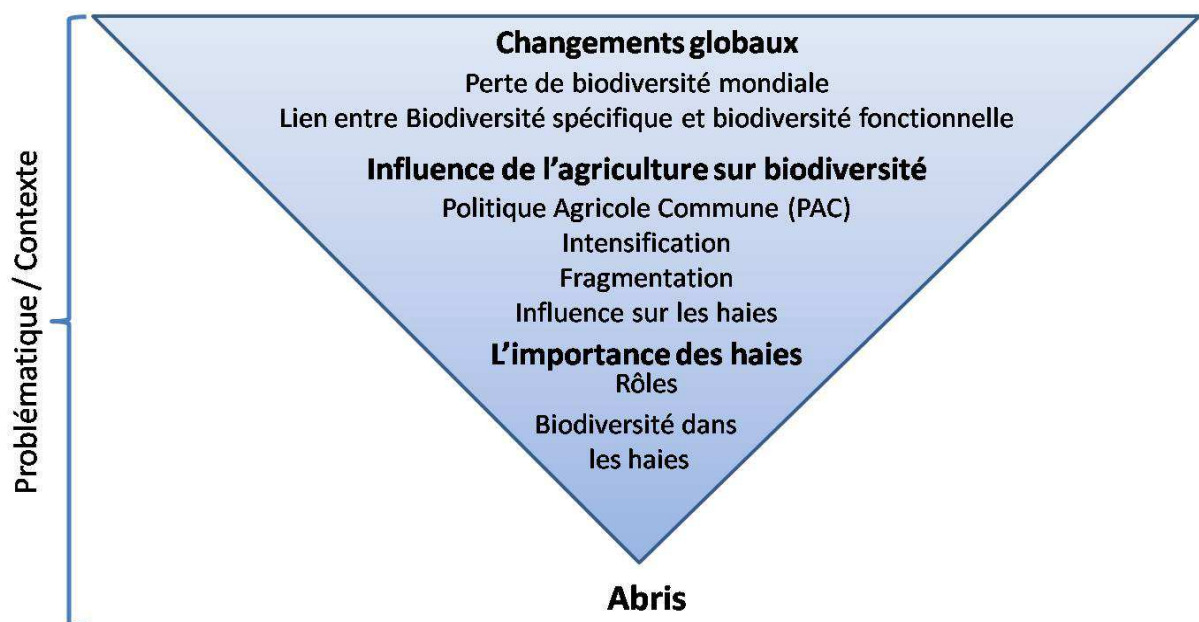 Problématique / Contexte
Changements globaux
Perte de biodiversité mondiale
Lien entre Biodiversité spécifique et biodiversité fonctionnelle
Influence de l'agriculture sur biodiversité
Politique Agricole Commune (PAC)
Intensification
Fragmentation
Influence sur les haies
L'importance des haies
Rôles
Biodiversité dans
les haies
Abris